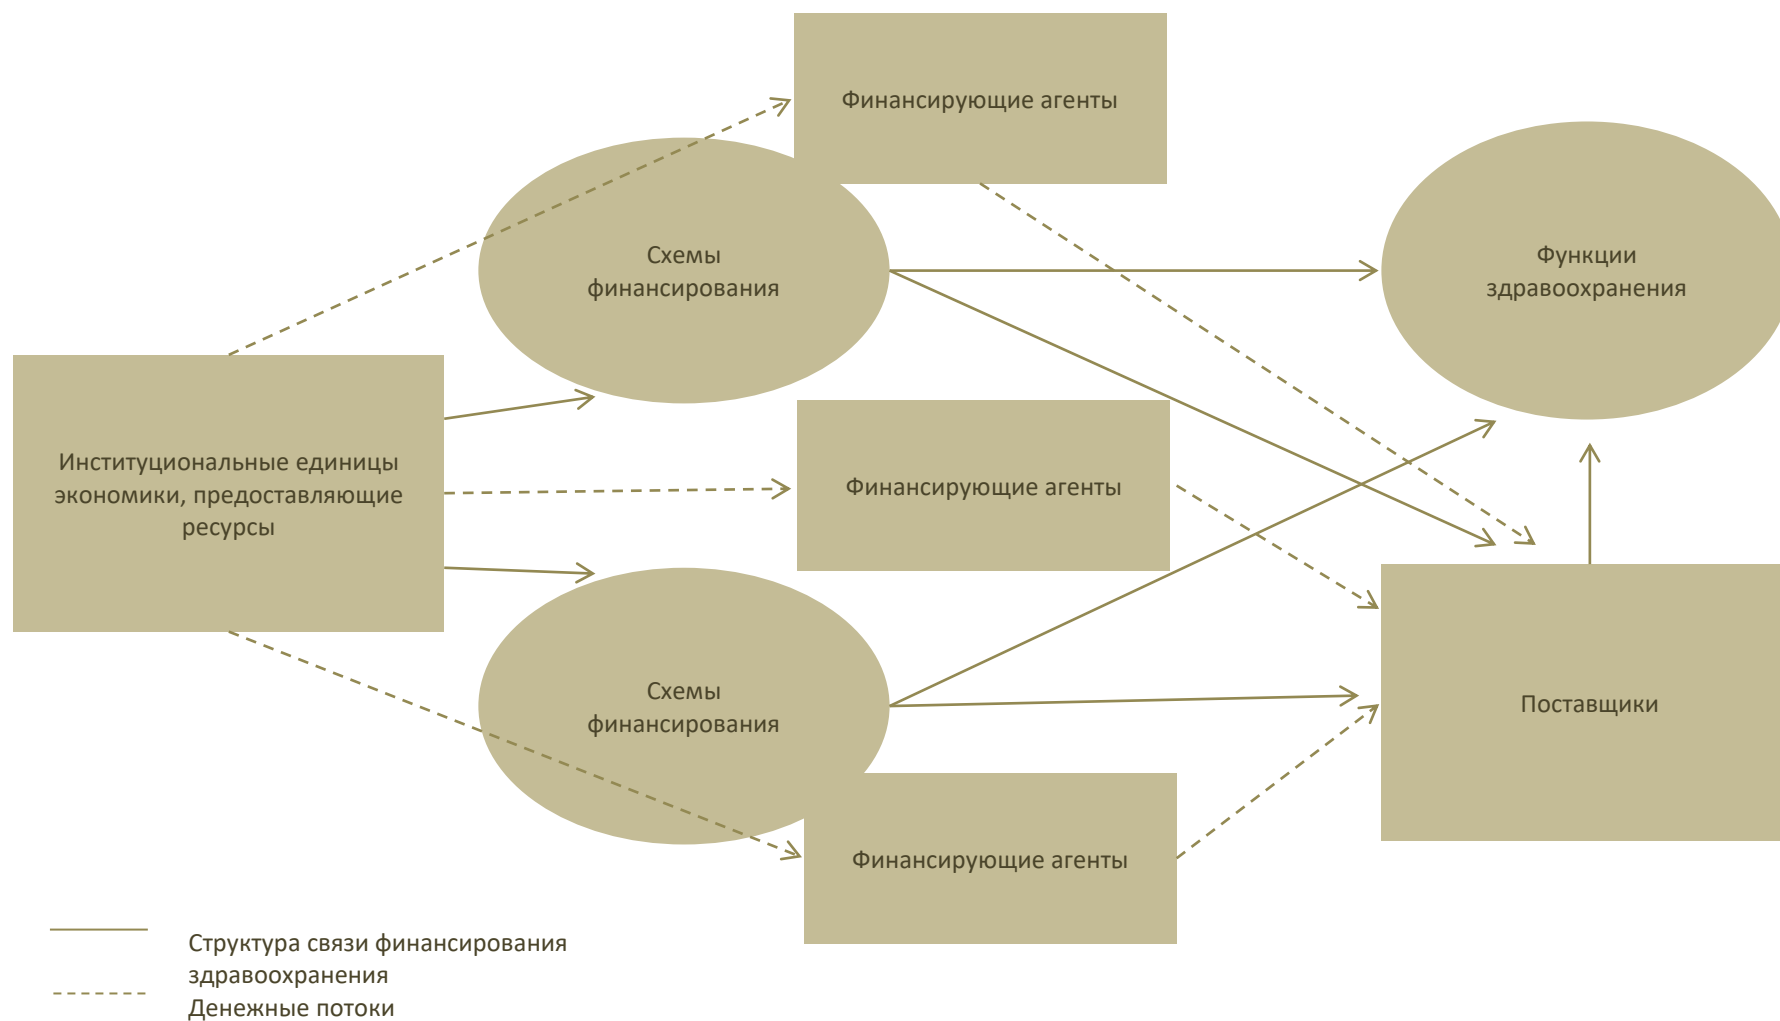 Финансирующие агенты
Схемы
финансирования
Функции
здравоохранения
Институциональные единицы
экономики, предоставляющие
ресурсы
Финансирующие агенты
Схемы
финансирования
Поставщики
Финансирующие агенты
Структура связи финансирования
здравоохранения
Денежные потоки